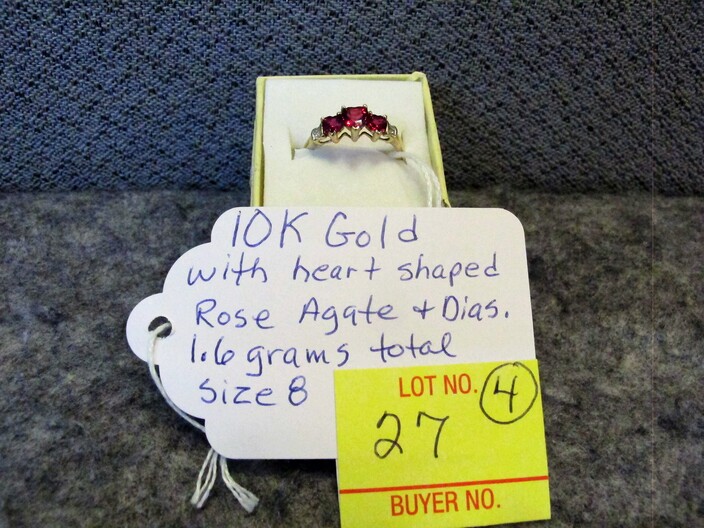 10K Gold
with heart shaped
Rose Agate + Dias.
1.6 grams total
size 8
LOT NO. 4
27
BUYER NO.